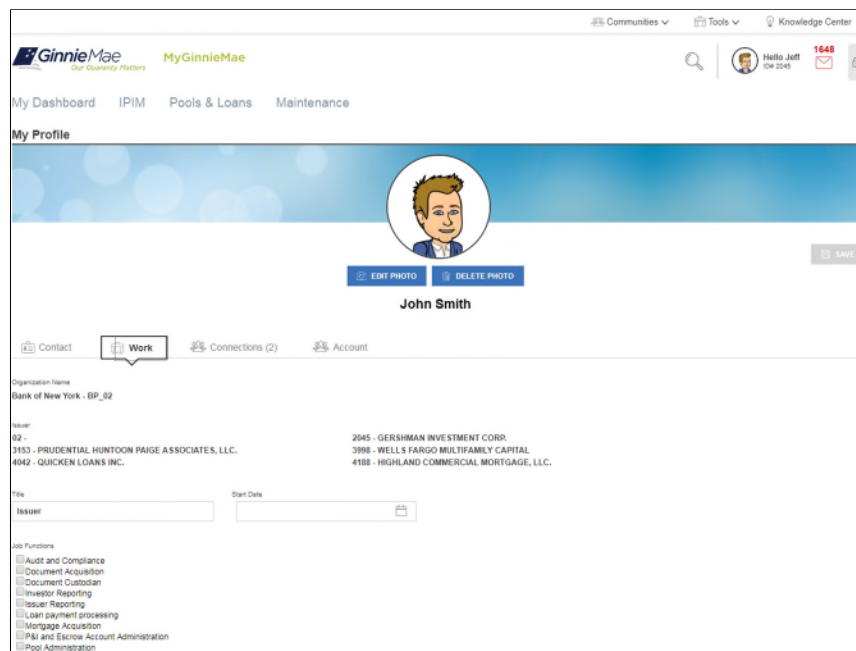 Communities Tools Knowledge Center
GinnieMae MyGinnieMae
Our Guaranty Matters
Hello Jeff
ID# 2045
1648
My Dashboard IPIM Pools & Loans Maintenance
My Profile
SAVE
EDIT PHOTO DELETE PHOTO
John Smith
Contact Work Connections (2) Account
Organization Name
Bank of New York - BP_02
Issuer
02 - 2045 - GERSHMAN INVESTMENT CORP.
3153 - PRUDENTIAL HUNTOON PAIGE ASSOCIATES, LLC. 3998 - WELLS FARGO MULTIFAMILY CAPITAL
4042 - QUICKEN LOANS INC. 4188 - HIGHLAND COMMERCIAL MORTGAGE, LLC.
Title Start Date
Issuer
Job Functions
Audit and Compliance
Document Acquisition
Document Custodian
Investor Reporting
Issuer Reporting
Loan payment processing
Mortgage Acquisition
P&I and Escrow Account Administration
Pool Administration